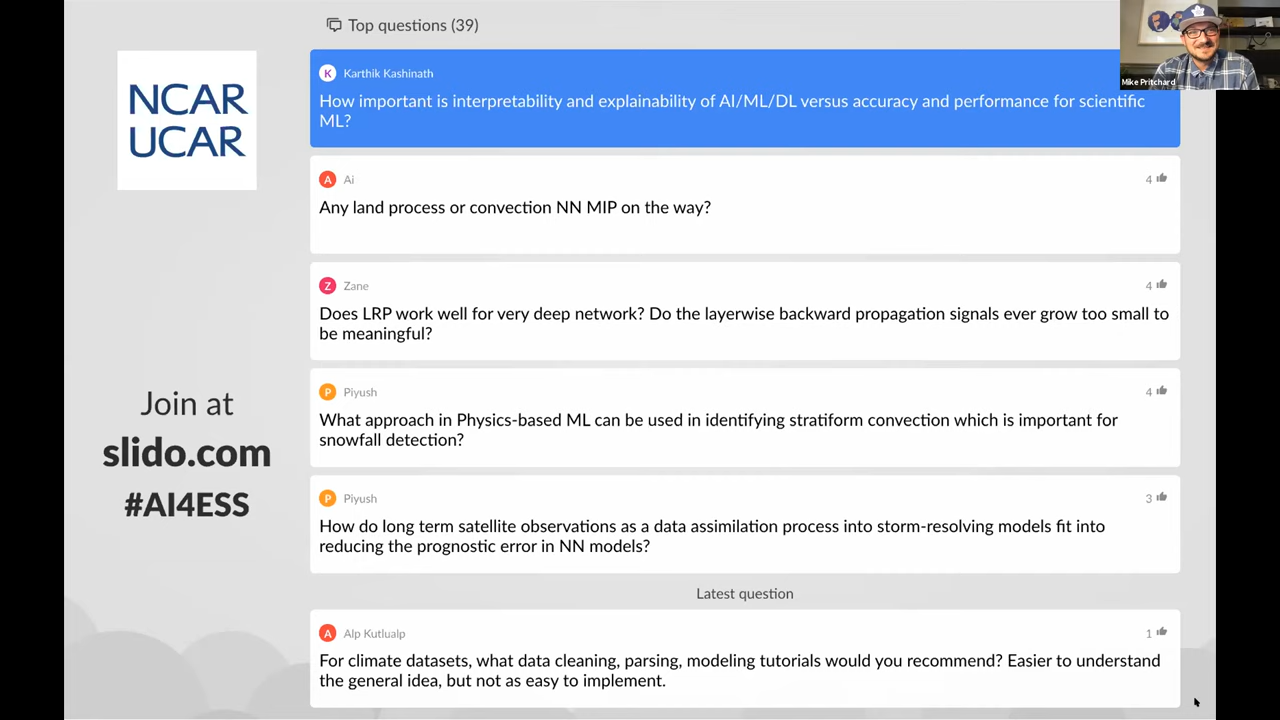 Top questions (39)
Mike Pritchard
NCAR
UCAR
K Karthik Kashinath
How important is interpretability and explainability of AI/ML/DL versus accuracy and performance for scientific
ML?
A Ai 4
Any land process or convection NN MIP on the way?
Z Zane 4
Does LRP work well for very deep network? Do the layerwise backward propagation signals ever grow too small to
be meaningful?
P Piyush 4
What approach in Physics-based ML can be used in identifying stratiform convection which is important for
snowfall detection?
P Piyush 3
How do long term satellite observations as a data assimilation process into storm-resolving models fit into
reducing the prognostic error in NN models?
Join at
slido.com
#AI4ESS
Latest question
A Alp Kutlualp 1
For climate datasets, what data cleaning, parsing, modeling tutorials would you recommend? Easier to understand
the general idea, but not as easy to implement.